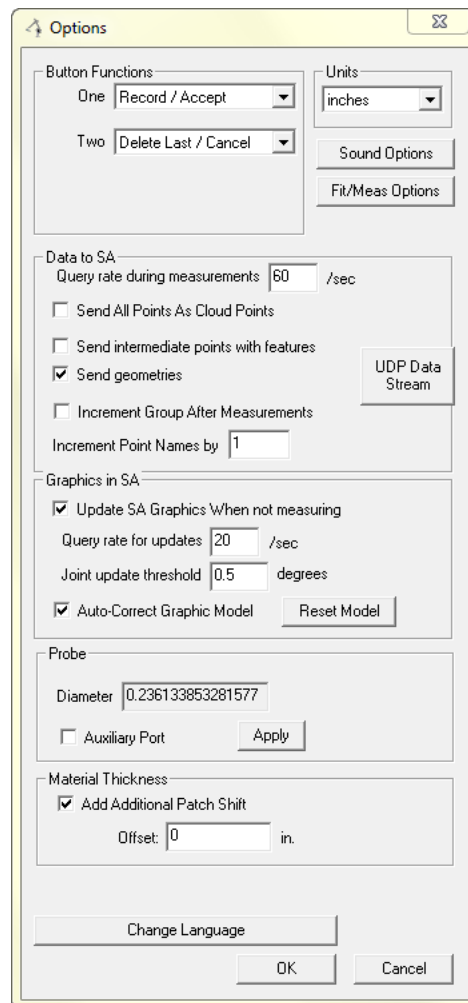 Options
Button Functions
One Record / Accept
Two Delete Last / Cancel
Units
inches
Sound Options
Fit/Meas Options
Data to SA
Query rate during measurements 60 /sec
Send All Points As Cloud Points
Send intermediate points with features
Send geometries
UDP Data
Stream
Increment Group After Measurements
Increment Point Names by 1
Graphics in SA
Update SA Graphics When not measuring
Query rate for updates 20 /sec
Joint update threshold 0.5 degrees
Auto-Correct Graphic Model Reset Model
Probe
Diameter 0.236133853281577
Auxiliary Port Apply
Material Thickness
Add Additional Patch Shift
Offset: 0 in.
Change Language
OK Cancel